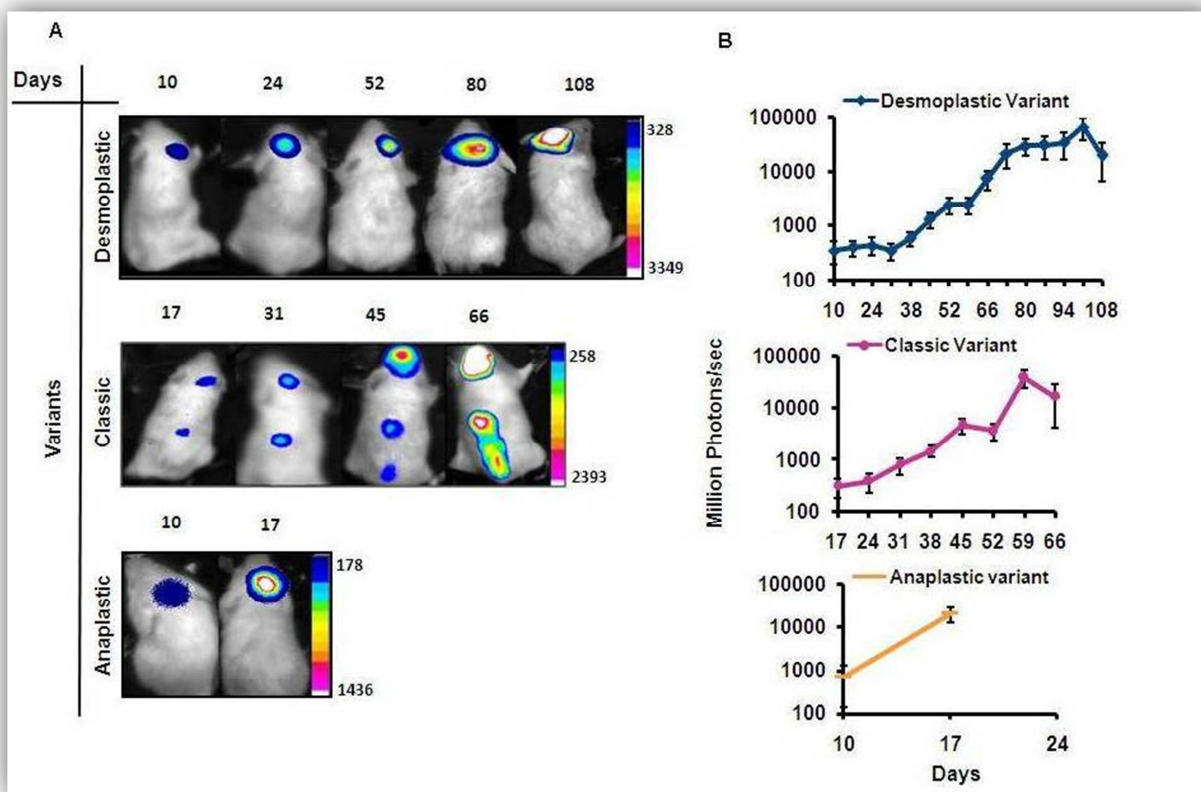 A
Days 10 24 52 80 108
Variants
Desmoplastic
328
3349
17 31 45 66
Classic
258
2393
10 17
Anaplastic
178
1436
B
Million Photons/sec
Desmoplastic Variant
100000
10000
1000
100
10 24 38 52 66 80 94 108
Classic Variant
100000
10000
1000
100
17 24 31 38 45 52 59 66
Anaplastic variant
100000
10000
1000
100
10 17 24
Days